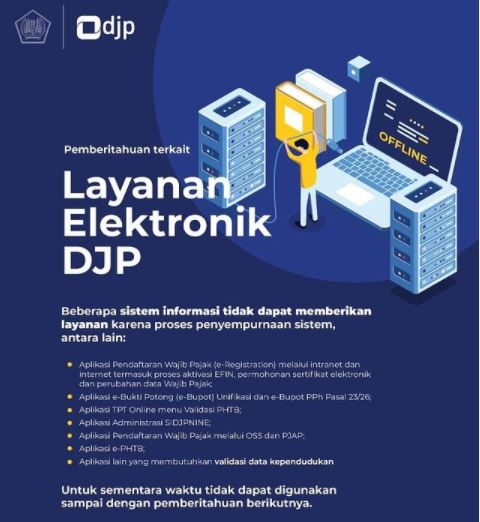 djp
OFFLINE
Pemberitahuan terkait
Layanan
Elektronik
DJP
Beberapa sistem informasi tidak dapat memberikan
layanan karena proses penyempurnaan sistem,
antara lain:
Aplikasi Pendaftaran Wajib Pajak (e-Registration) melalui intranet dan
internet termasuk proses aktivasi EFIN, permohonan sertifikat elektronik
dan perubahan data Wajib Pajak;
Aplikasi e-Bukti Potong (e-Bupot) Unifikasi dan e-Bupot PPh Pasal 23/26;
Aplikasi TPT Online menu Validasi PHTB;
Aplikasi Administrasi SIDJPNINE;
Aplikasi Pendaftaran Wajib Pajak melalui OSS dan PJAP;
Aplikasi e-PHTB;
Aplikasi lain yang membutuhkan validasi data kependudukan
Untuk sementara waktu tidak dapat digunakan
sampai dengan pemberitahuan berikutnya.